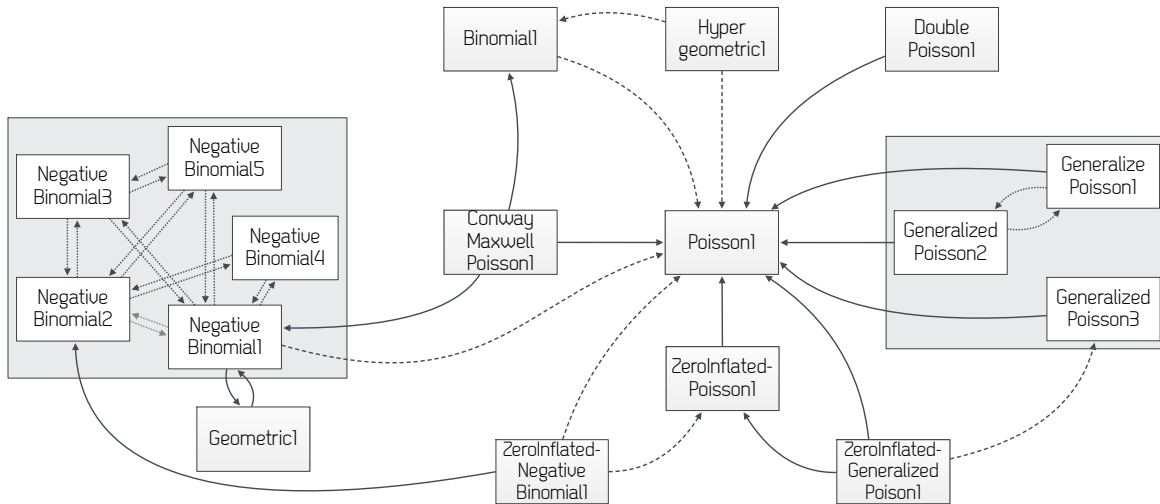 Binomial1
Hyper
geometric1
Double
Poisson1
Negative
Binomial3
Negative
Binomial5
Negative
Binomial4
Negative
Binomial2
Negative
Binomial1
Geometric1
Conway
Maxwell
Poisson1
Poisson1
Generalize
Poisson1
Generalized
Poisson2
Generalized
Poisson3
ZeroInflated-
Poisson1
ZeroInflated-
Negative
Binomial1
ZeroInflated-
Generalized
Poison1